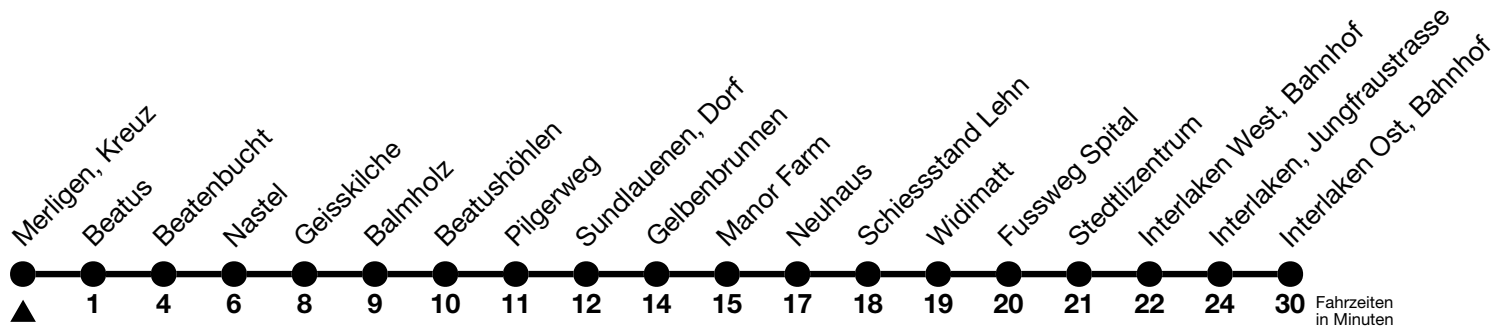 Merligen, Kreuz
Beatus
Beatenbucht
Nastel
Geisskilche
Balmholz
Beatushöhlen
Pilgerweg
Sundlauenen, Dorf
Gelbenbrunnen
Manor Farm
Neuhaus
Schiessstand Lehn
Widimatt
Fussweg Spital
Stedtlizentrum
Interlaken West, Bahnhof
Interlaken, Jungfraustrasse
Interlaken Ost, Bahnhof
1 4 6 8 9 10 11 12 14 15 17 18 19 20 21 22 24 30
Fahrzeiten
in Minuten